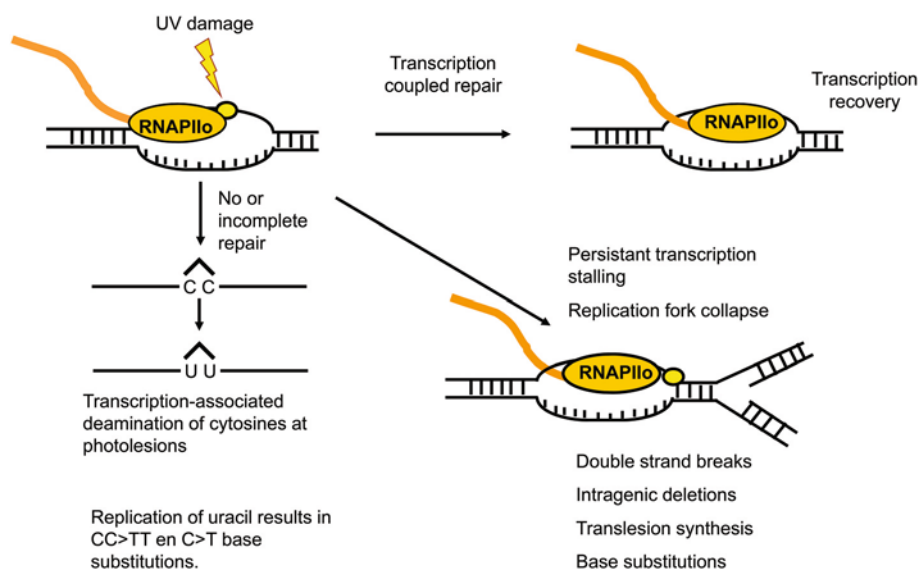 UV damage
RNAPIIo
Transcription
coupled repair
RNAPIIo
Transcription
recovery
No or
incomplete
repair
C C
U U
Transcription-associated
deamination of cytosines at
photolesions
Replication of uracil results in
CC>TT en C>T base
substitutions.
Persistant transcription
stalling
Replication fork collapse
RNAPIIo
Double strand breaks
Intragenic deletions
Translesion synthesis
Base substitutions